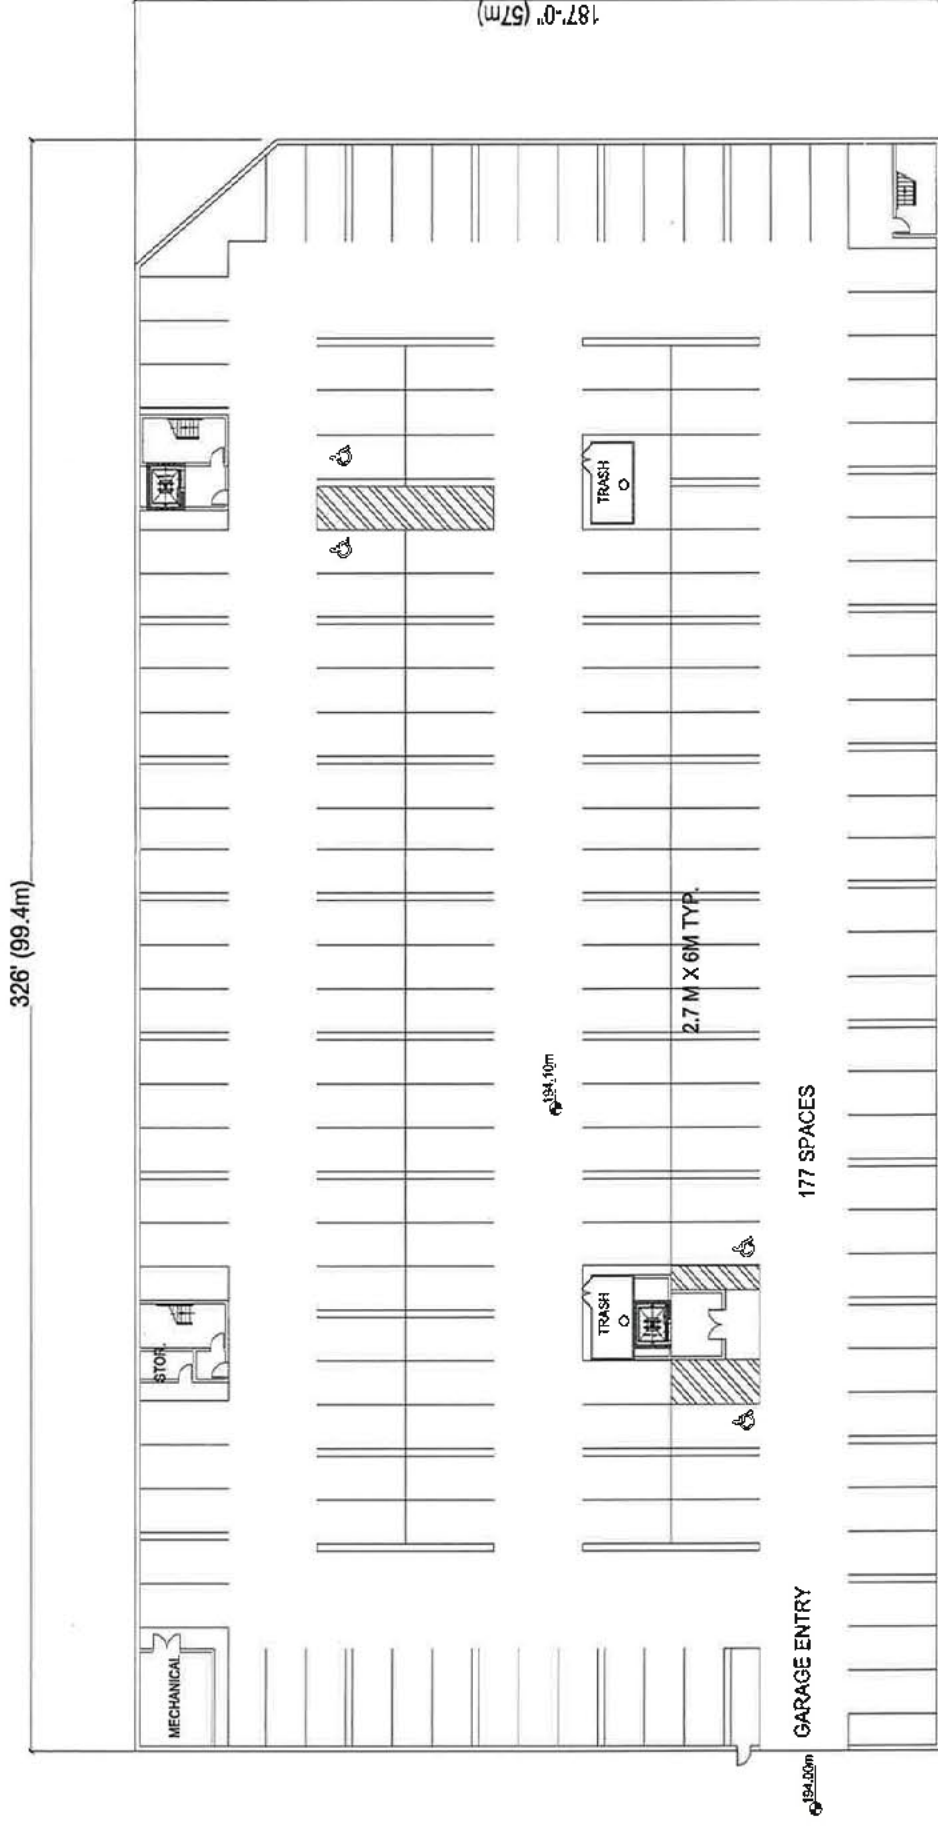 187'-0" (57m)
326' (99.4m)
TRASH
STOR.
TRASH
2.7 M X 6M TYP.
194.10m
177 SPACES
MECHANICAL
GARAGE ENTRY
194.00m